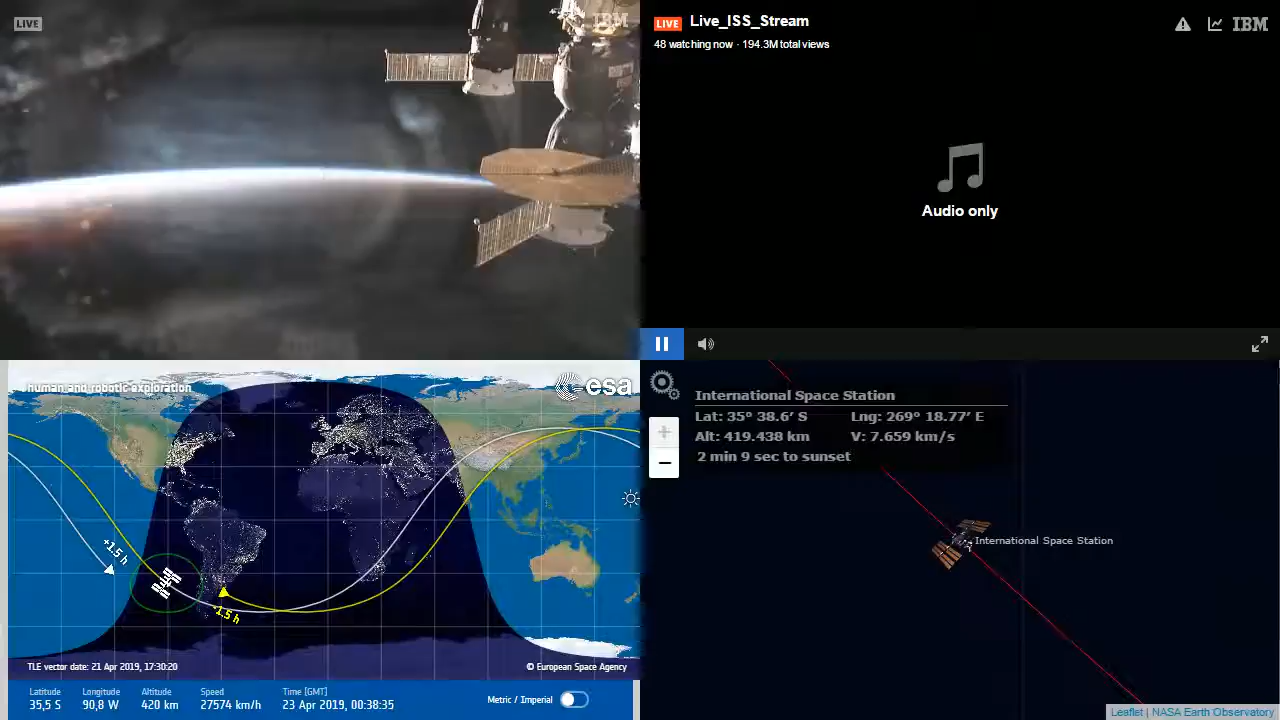 LIVE
IBM
LIVE Live_ISS_Stream
48 watching now · 194.3M total views
IBM
Audio only
human and robotic exploration
esa
+1.5 h
-1.5 h
TLE vector date: 21 Apr 2019, 17:30:20
© European Space Agency
Latitude Longitude Altitude Speed Time [GMT]
35,5 S 90,8 W 420 km 27574 km/h 23 Apr 2019, 00:38:35
Metric / Imperial
International Space Station
Lat: 35° 38.6′ S Lng: 269° 18.77′ E
Alt: 419.438 km V: 7.659 km/s
2 min 9 sec to sunset
+
−
International Space Station
Leaflet | NASA Earth Observatory